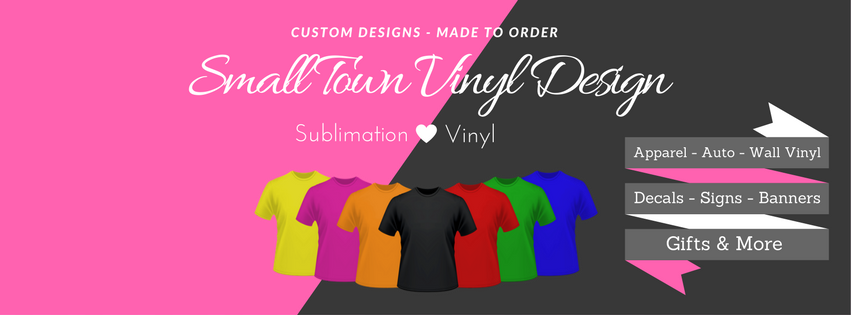 CUSTOM DESIGNS - MADE TO ORDER
Small Town Vinyl Design
Sublimation Vinyl
Apparel - Auto - Wall Vinyl
Decals - Signs - Banners
Gifts & More